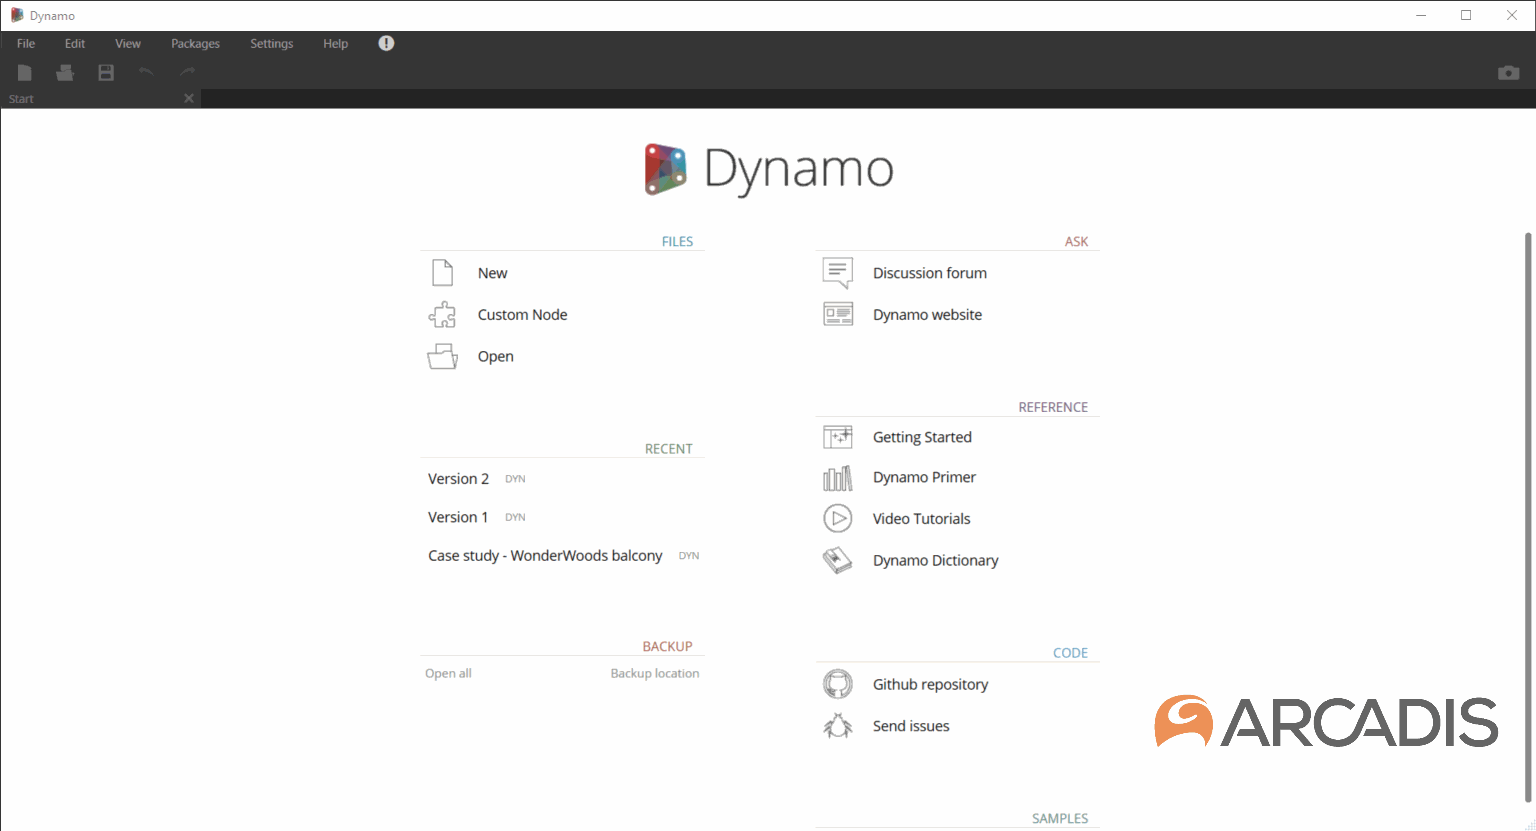 Dynamo
File Edit View Packages Settings Help
Start
Dynamo
FILES
New
Custom Node
Open
RECENT
Version 2 DYN
Version 1 DYN
Case study - WonderWoods balcony DYN
BACKUP
Open all Backup location
ASK
Discussion forum
Dynamo website
REFERENCE
Getting Started
Dynamo Primer
Video Tutorials
Dynamo Dictionary
CODE
Github repository
Send issues
SAMPLES
ARCADIS